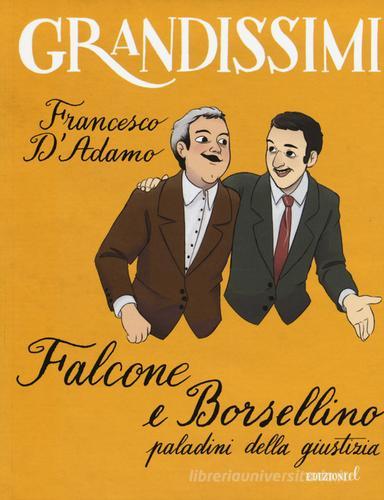 GRANDISSIMI
Francesco
D'Adamo
Falcone
e Borsellino
paladini della giustizia
libreriauniversitaria.it
EDIZIONI el